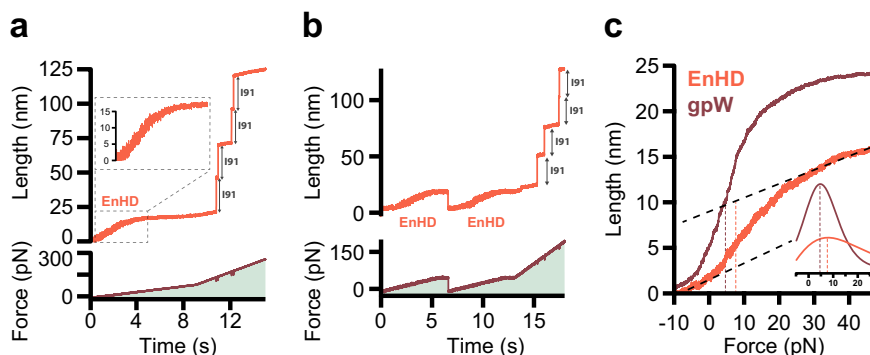 a
Length (nm)
125
100
75
50
25
0
15
10
5
0
EnHD
I91
I91
I91
I91
Force (pN)
300
0
0
4
8
12
Time (s)
b
Length (nm)
100
50
0
EnHD
EnHD
I91
I91
I91
I91
Force (pN)
150
0
0
5
10
15
Time (s)
c
Length (nm)
25
20
15
10
5
0
EnHD
gpW
0
10
20
-10
0
10
20
30
40
Force (pN)